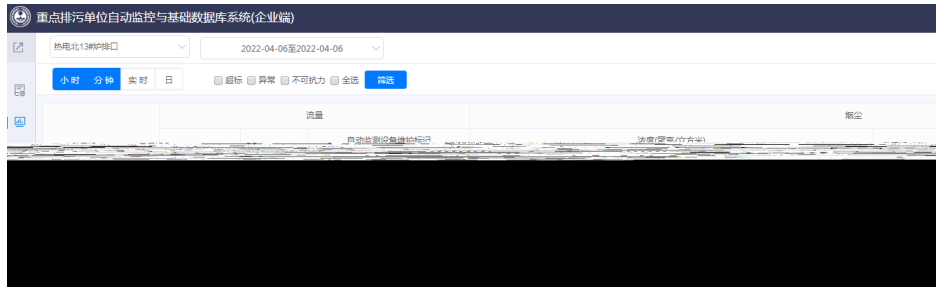 重点排污单位自动监控与基础数据库系统(企业端)
热电北13#炉排口 2022-04-06至2022-04-06
小时 分钟 实时 日 超标 异常 不可抗力 全选 筛选
流量 烟尘
自动监测设备维护标记 浓度(毫克/立方米)